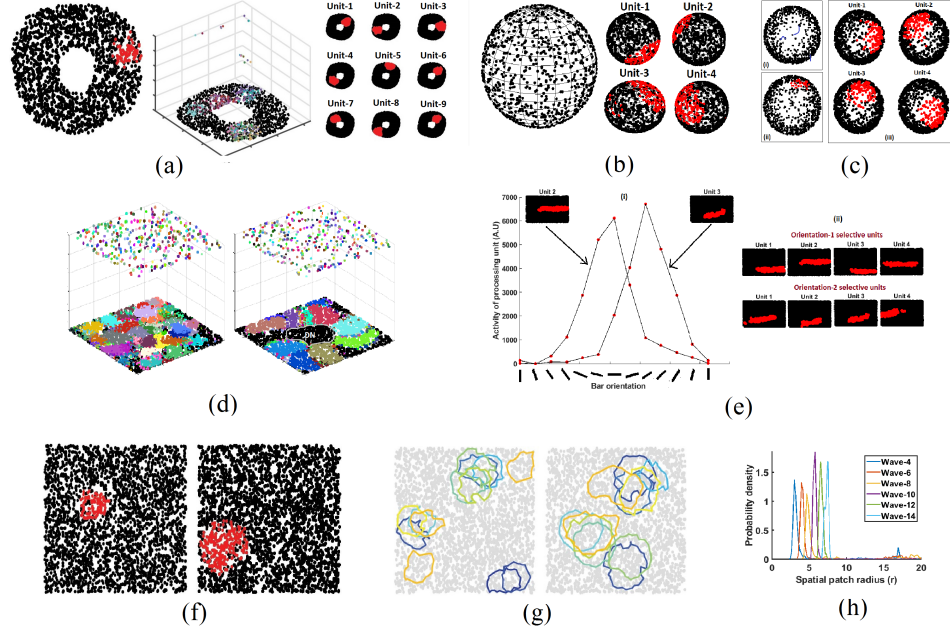 Unit-1 Unit-2 Unit-3
Unit-4 Unit-5 Unit-6
Unit-7 Unit-8 Unit-9
(a)
Unit-1 Unit-2
Unit-3 Unit-4
(b)
(i)
(ii)
Unit-1 Unit-2
Unit-3 Unit-4
(iii)
(c)
(d)
(i)
Unit 2
Unit 3
7000
6000
5000
4000
3000
2000
1000
0
Activity of processing unit (A.U)
Bar orientation
(ii)
Orientation-1 selective units
Unit 1 Unit 2 Unit 3 Unit 4
Orientation-2 selective units
Unit 1 Unit 2 Unit 3 Unit 4
(e)
(f)
(g)
Probability density
1.5
1
0.5
0
0 5 10 15 20
Spatial patch radius (r)
Wave-4
Wave-6
Wave-8
Wave-10
Wave-12
Wave-14
(h)